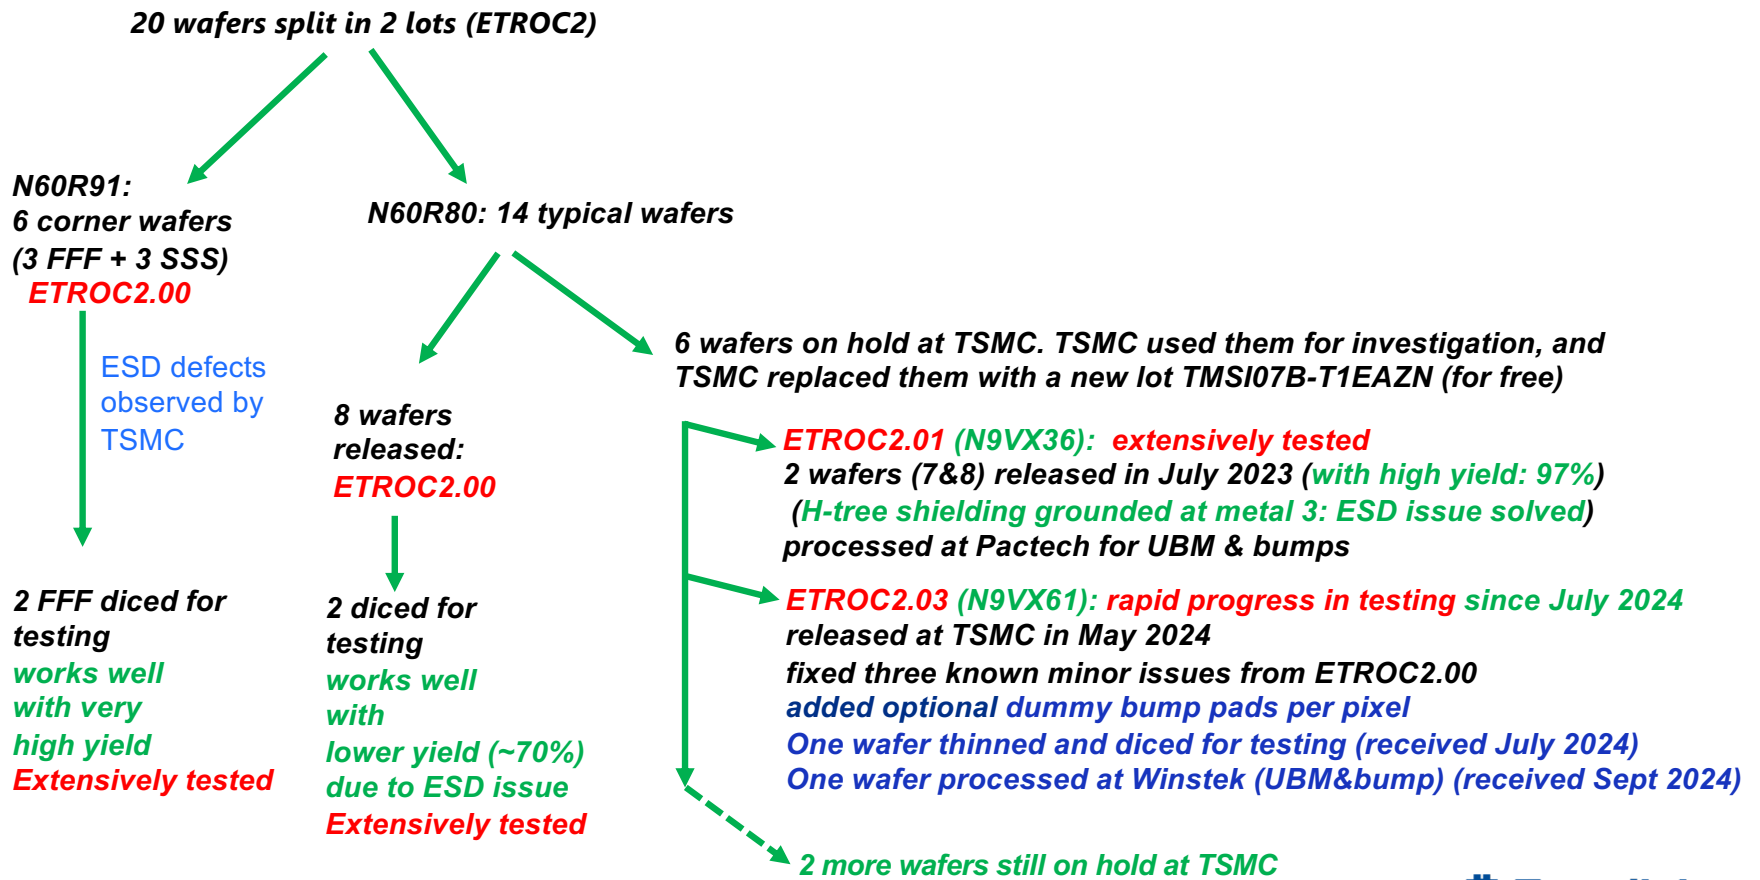 20 wafers split in 2 lots (ETROC2)
N60R91:
6 corner wafers
(3 FFF + 3 SSS)
ETROC2.00
N60R80: 14 typical wafers
ESD defects
observed by
TSMC
8 wafers
released:
ETROC2.00
6 wafers on hold at TSMC. TSMC used them for investigation, and
TSMC replaced them with a new lot TMSI07B-T1EAZN (for free)
ETROC2.01 (N9VX36): extensively tested
2 wafers (7&8) released in July 2023 (with high yield: 97%)
(H-tree shielding grounded at metal 3: ESD issue solved)
processed at Pactech for UBM & bumps
2 FFF diced for
testing
works well
with very
high yield
Extensively tested
2 diced for
testing
works well
with
lower yield (~70%)
due to ESD issue
Extensively tested
ETROC2.03 (N9VX61): rapid progress in testing since July 2024
released at TSMC in May 2024
fixed three known minor issues from ETROC2.00
added optional dummy bump pads per pixel
One wafer thinned and diced for testing (received July 2024)
One wafer processed at Winstek (UBM&bump) (received Sept 2024)
2 more wafers still on hold at TSMC